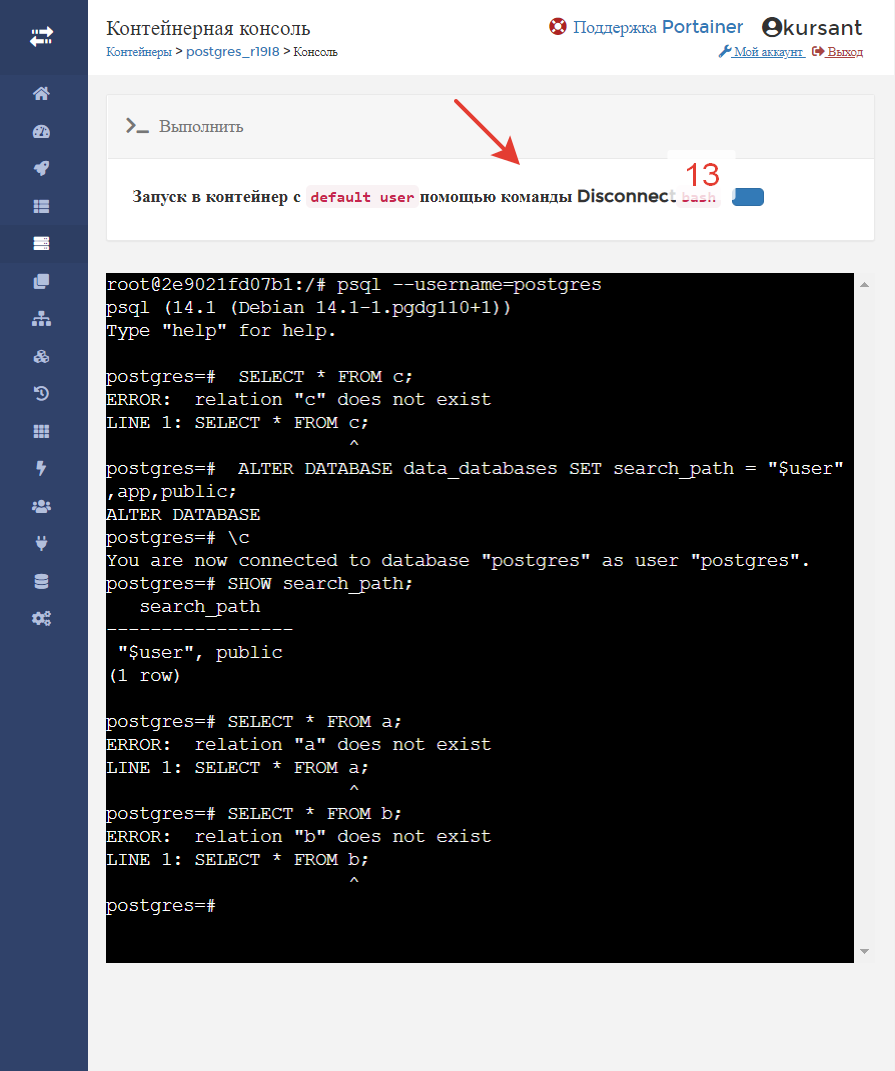 Контейнерная консоль
Поддержка Portainer
kursant
Контейнеры > postgres_r19l8 > Консоль
Мой аккаунт
Выход
>_ Выполнить
13
Запуск в контейнер с default user помощью команды Disconnect bash
root@2e9021fd07b1:/# psql --username=postgres
psql (14.1 (Debian 14.1-1.pgdg110+1))
Type "help" for help.
postgres=#  SELECT * FROM c;
ERROR:  relation "c" does not exist
LINE 1: SELECT * FROM c;
^
postgres=#  ALTER DATABASE data_databases SET search_path = "$user"
,app,public;
ALTER DATABASE
postgres=# \c
You are now connected to database "postgres" as user "postgres".
postgres=# SHOW search_path;
search_path
-----------------
"$user", public
(1 row)
postgres=# SELECT * FROM a;
ERROR:  relation "a" does not exist
LINE 1: SELECT * FROM a;
^
postgres=# SELECT * FROM b;
ERROR:  relation "b" does not exist
LINE 1: SELECT * FROM b;
^
postgres=#